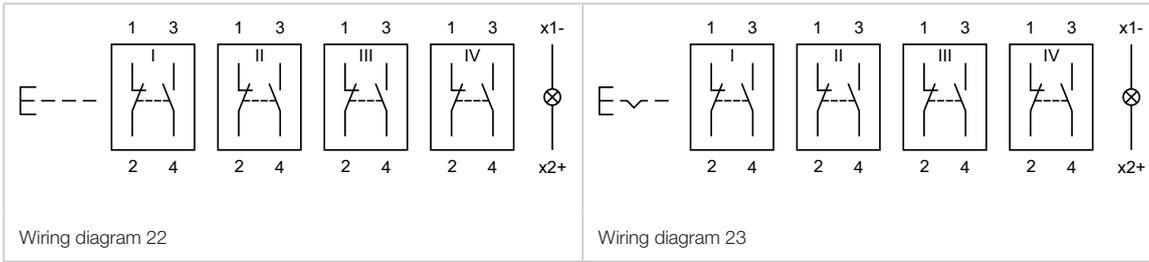 1 3 1 3 1 3 1 3 x1-
I II III IV
2 4 2 4 2 4 2 4 x2+
Wiring diagram 22
1 3 1 3 1 3 1 3 x1-
I II III IV
2 4 2 4 2 4 2 4 x2+
Wiring diagram 23